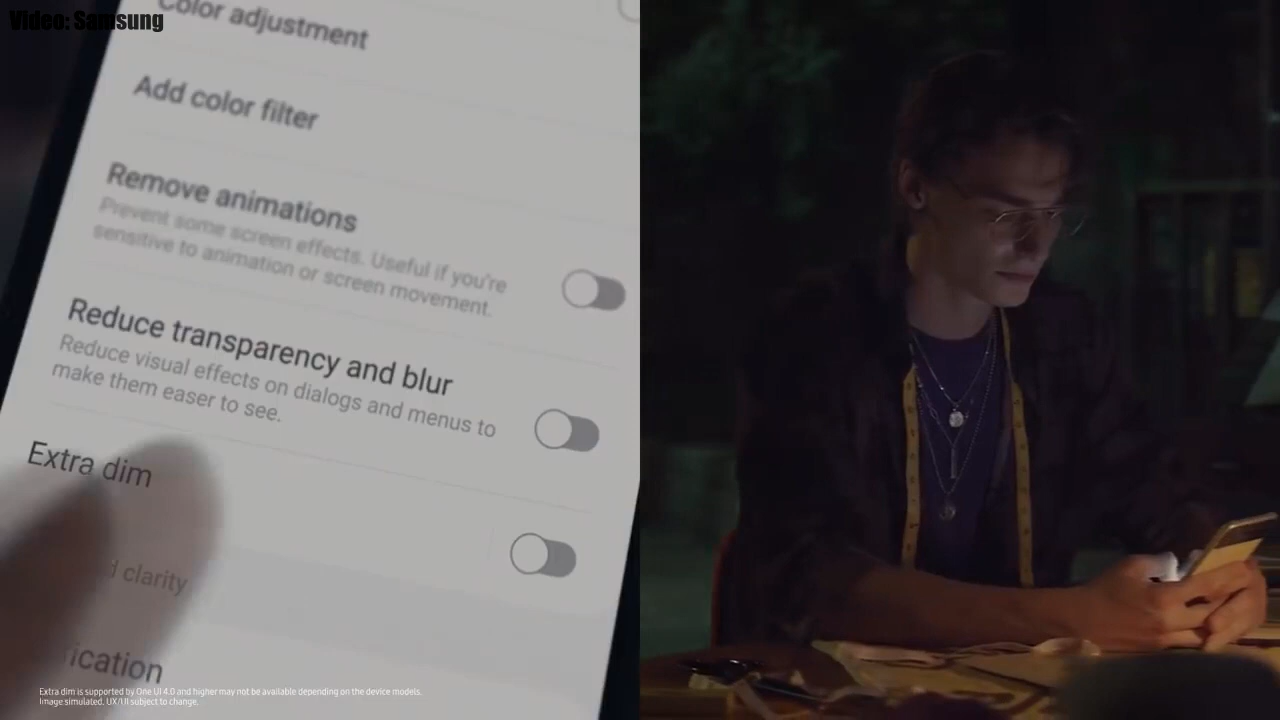 Video: Samsung
Color adjustment
Add color filter
Remove animations
Prevent some screen effects. Useful if you're
sensitive to animation or screen movement.
Reduce transparency and blur
Reduce visual effects on dialogs and menus to
make them easer to see.
Extra dim
clarity
Extra dim is supported by One UI 4.0 and higher may not be available depending on the device models.
Image simulated. UX/UI subject to change.